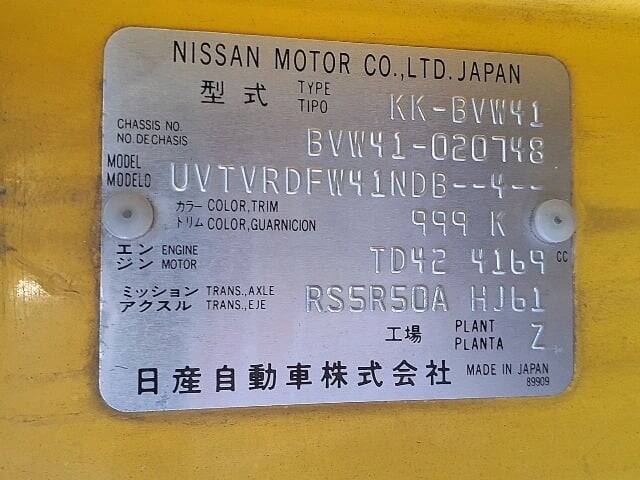 NISSAN MOTOR CO.,LTD. JAPAN
型式 TYPE TIPO KK-BVW41
CHASSIS NO. NO. DE CHASIS BVW41-020748
MODEL MODELO UVTVRDFW41NDB--4--
カラー COLOR,TRIM
トリム COLOR,GUARNICION 999 K
エンジン ENGINE MOTOR TD42 4169 CC
ミッション TRANS.,AXLE
アクスル TRANS.,EJE RS5R50A HJ61
工場 PLANT PLANTA Z
日産自動車株式会社 MADE IN JAPAN
89909